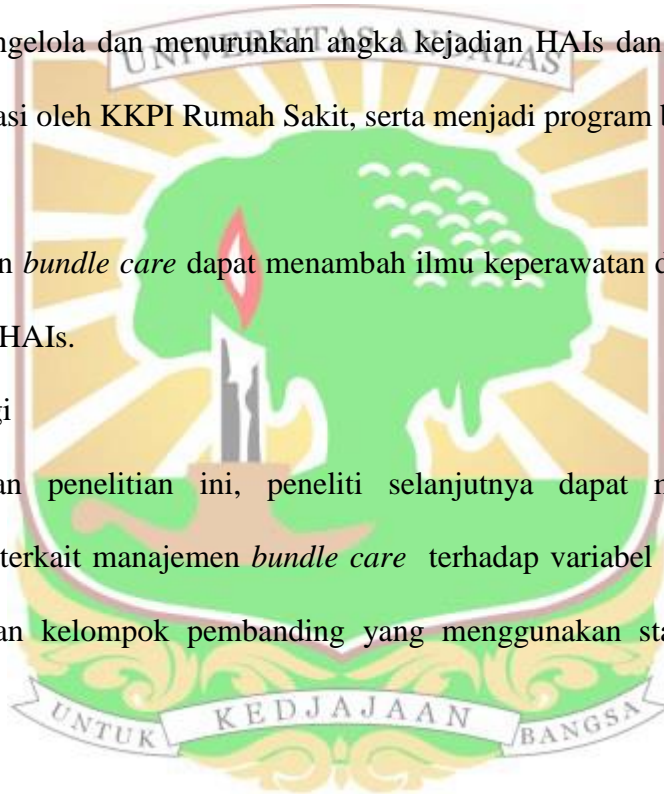 ngelola dan menurunkan angka kejadian HAIs dan
UNIVERSITAS ANDALAS
asi oleh KKPI Rumah Sakit, serta menjadi program b
n bundle care dapat menambah ilmu keperawatan d
HAIs.
gi
an penelitian ini, peneliti selanjutnya dapat m
terkait manajemen bundle care terhadap variabel
an kelompok pembanding yang menggunakan sta
UNTUK KEDJAJAAN BANGSA